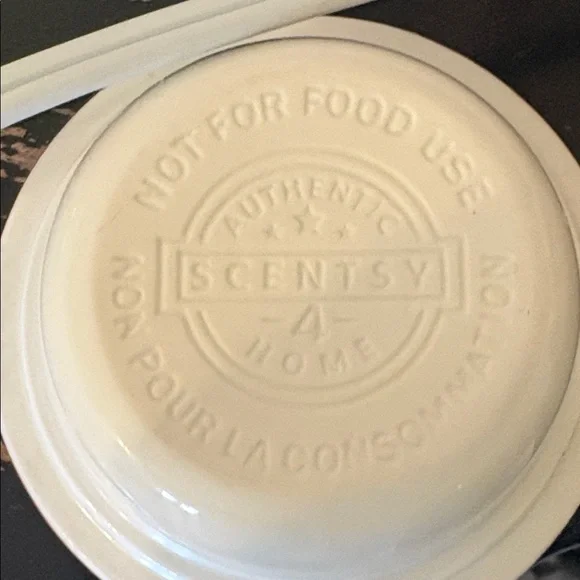 NOT FOR FOOD USE
AUTHENTIC
SCENTSY
-4-
HOME
NON POUR LA CONSOMMATION